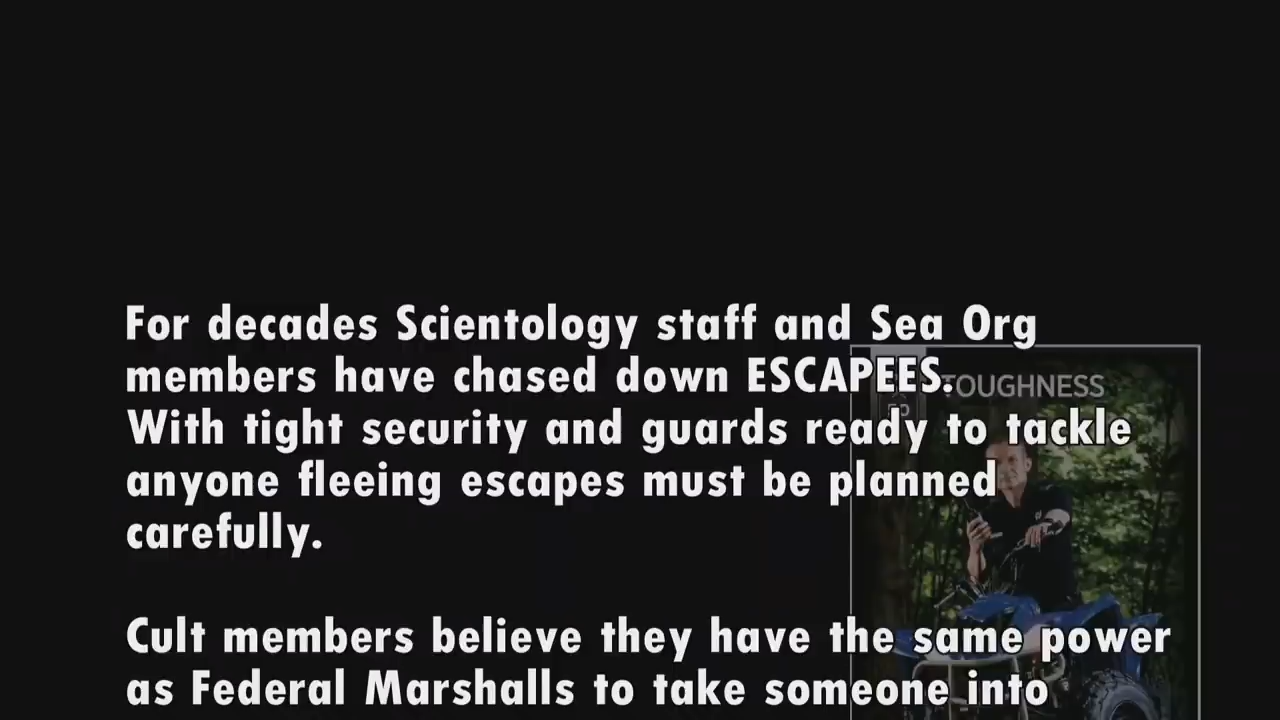 For decades Scientology staff and Sea Org
members have chased down ESCAPEES.
TOUGHNESS
With tight security and guards ready to tackle
anyone fleeing escapes must be planned
carefully.
Cult members believe they have the same power
as Federal Marshalls to take someone into